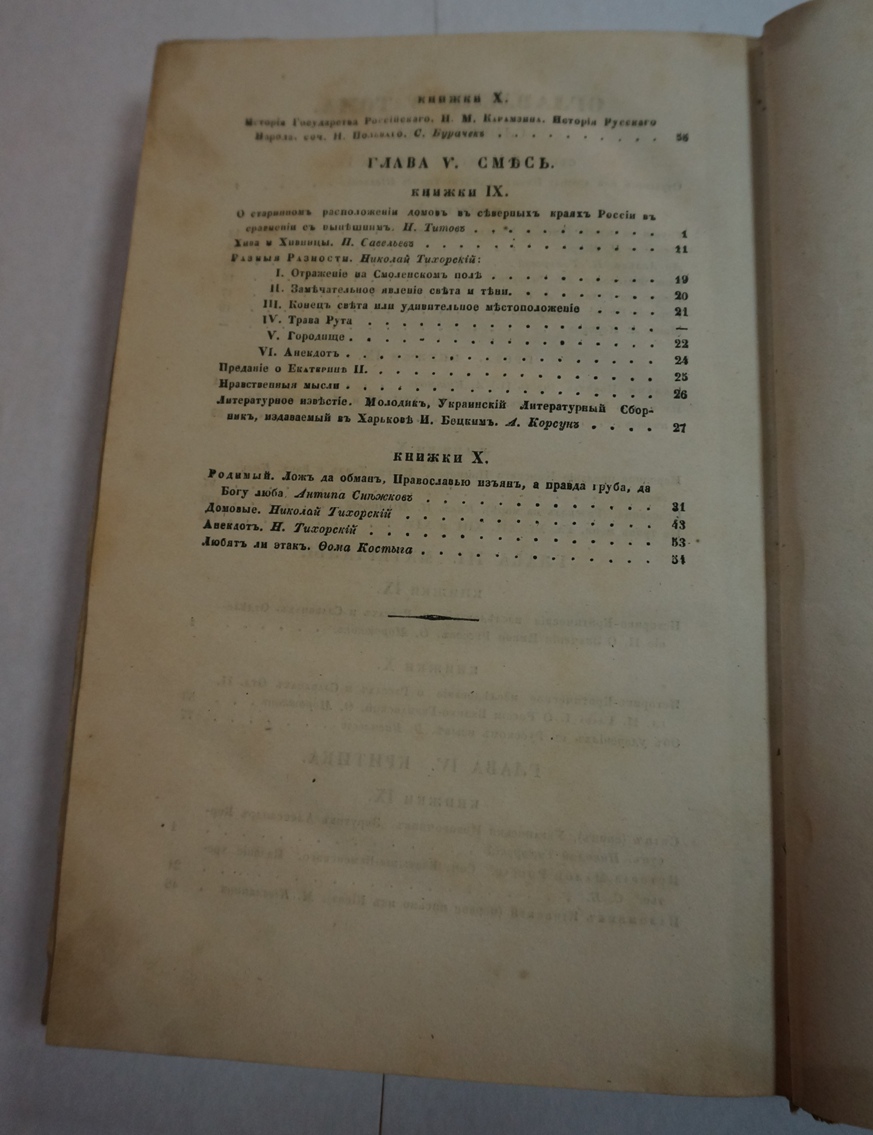 КНИЖКИ X.
Исторія Государства Россійскаго, Н. М. Карамзина. Исторія Русскаго
Народа, соч. Н. Полеваго. С. Бурачекъ . . . . . . . . . . 56
ГЛАВА V. СМѢСЬ.
КНИЖКИ IX.
О старинномъ расположеніи домовъ въ сѣверныхъ краяхъ Россіи въ
сравненіи съ нынѣшнимъ. Н. Титовъ . . . . . . . . . . 1
Хива и Хивинцы. П. Савельевъ . . . . . . . . . . . . 11
Разныя Разности. Николай Тихорскій:
I. Отраженіе на Смоленскомъ полѣ . . . . . . . . . 19
II. Замѣчательное явленіе свѣта и тѣни. . . . . . . . 20
III. Конецъ свѣта или удивительное мѣстоположеніе . . . . 21
IV. Трава Рута . . . . . . . . . . . . . . . . —
V. Городище . . . . . . . . . . . . . . . . . 22
VI. Анекдотъ . . . . . . . . . . . . . . . . . 24
Преданіе о Екатеринѣ II. . . . . . . . . . . . . . . 25
Нравственныя мысли . . . . . . . . . . . . . . . . 26
Литературное извѣстіе. Молодикъ, Украинскій Литературный Сбор-
никъ, издаваемый въ Харьковѣ И. Бецкимъ. А. Корсунъ . . . . 27
КНИЖКИ X.
Родимый. Ложъ да обманъ, Православью изъянъ, а правда груба, да
Богу люба. Антипа Снѣжковъ . . . . . . . . . . 31
Домовые. Николай Тихорскій . . . . . . . . . . . . 43
Анекдотъ. Н. Тихорскій . . . . . . . . . . . . . . 53
Любятъ ли этакъ. Ѳома Костыга . . . . . . . . . . . 54